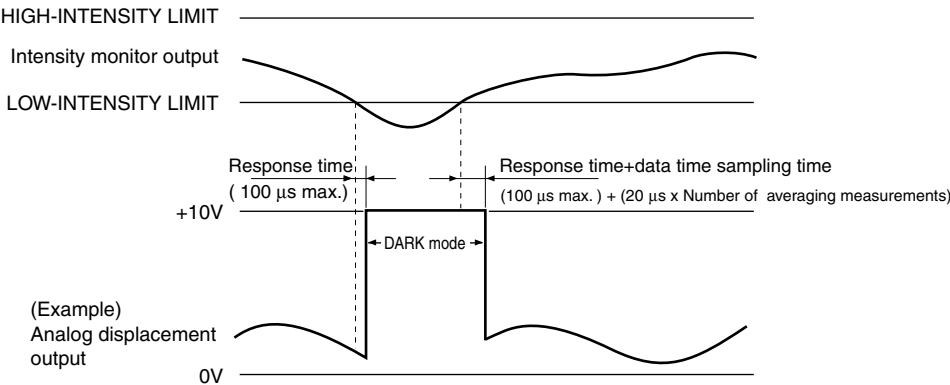 HIGH-INTENSITY LIMIT
Intensity monitor output
LOW-INTENSITY LIMIT
Response time
( 100 µs max.)
Response time+data time sampling time
(100 µs max. ) + (20 µs x Number of averaging measurements)
+10V
DARK mode
(Example)
Analog displacement
output
0V